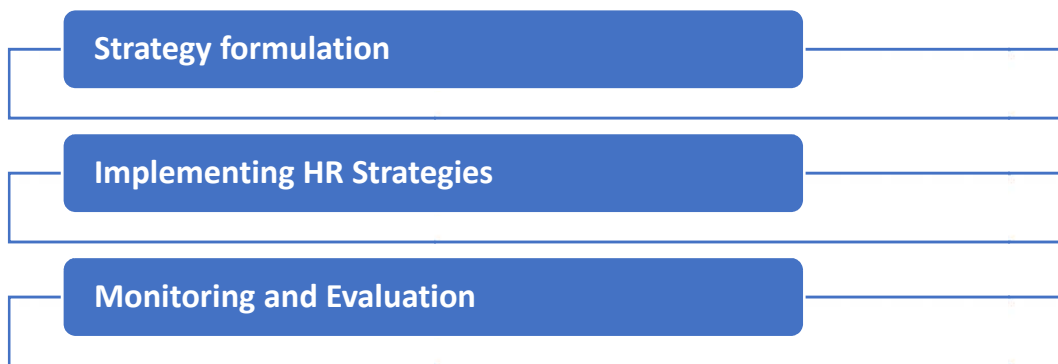 Strategy formulation
Implementing HR Strategies
Monitoring and Evaluation